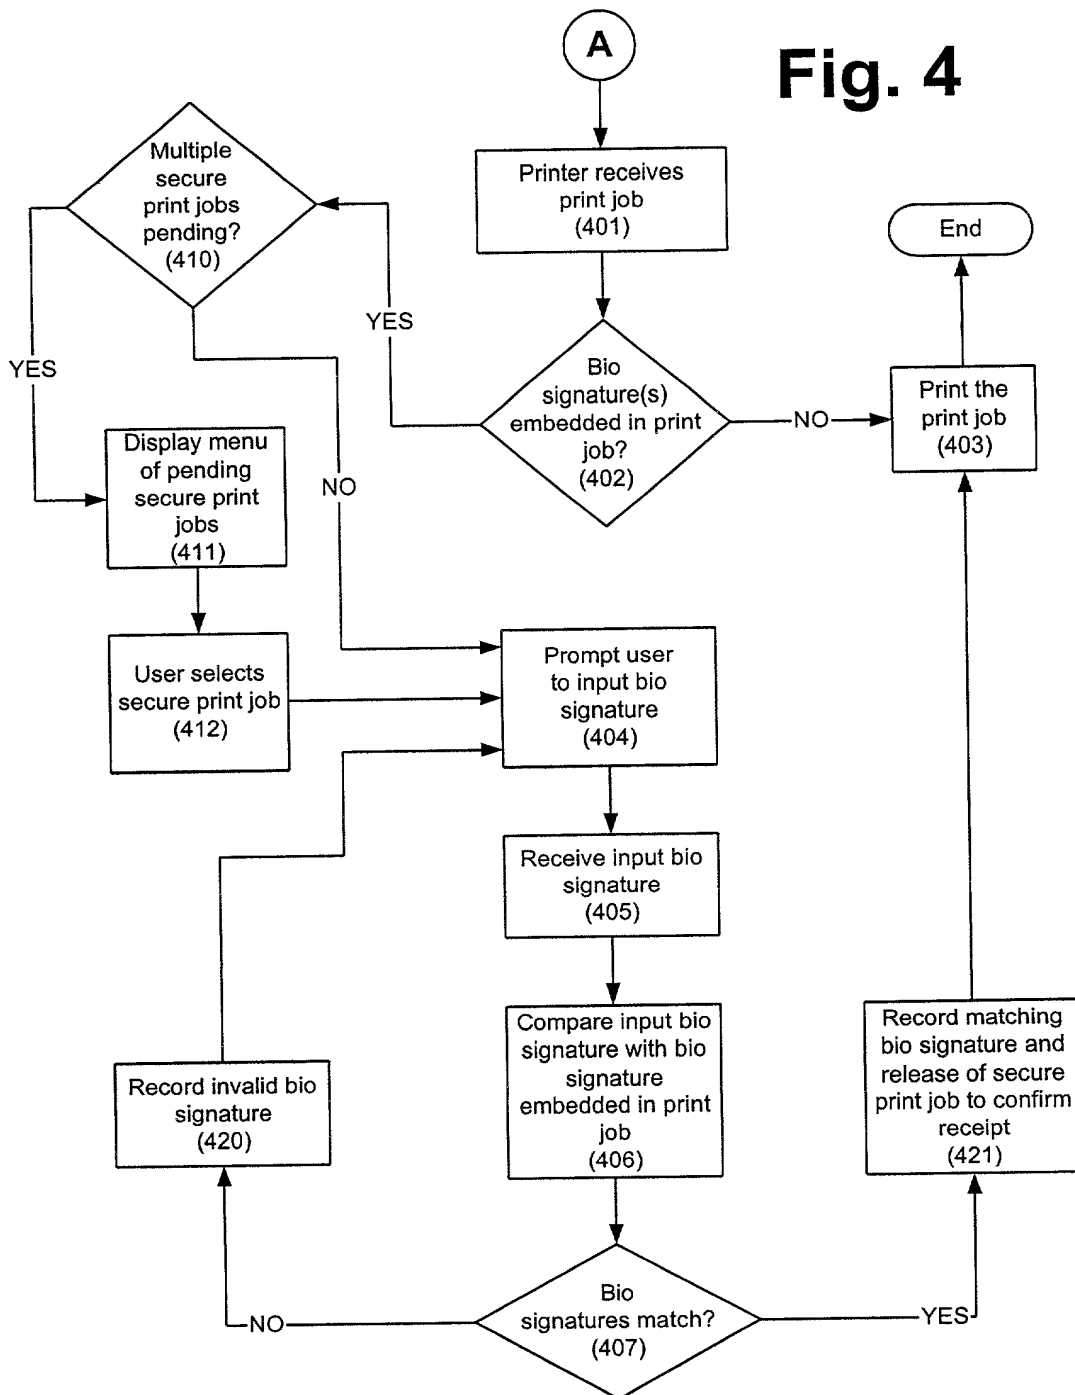 A
Fig. 4
Multiple
secure
print jobs
pending?
(410)
Printer receives
print job
(401)
End
YES
YES
Bio
signature(s)
embedded in print
job?
(402)
NO
Print the
print job
(403)
Display menu
of pending
secure print
jobs
(411)
NO
User selects
secure print job
(412)
Prompt user
to input bio
signature
(404)
Receive input bio
signature
(405)
Compare input bio
signature with bio
signature
embedded in print
job
(406)
Record invalid bio
signature
(420)
Record matching
bio signature and
release of secure
print job to confirm
receipt
(421)
Bio
signatures match?
(407)
NO
YES